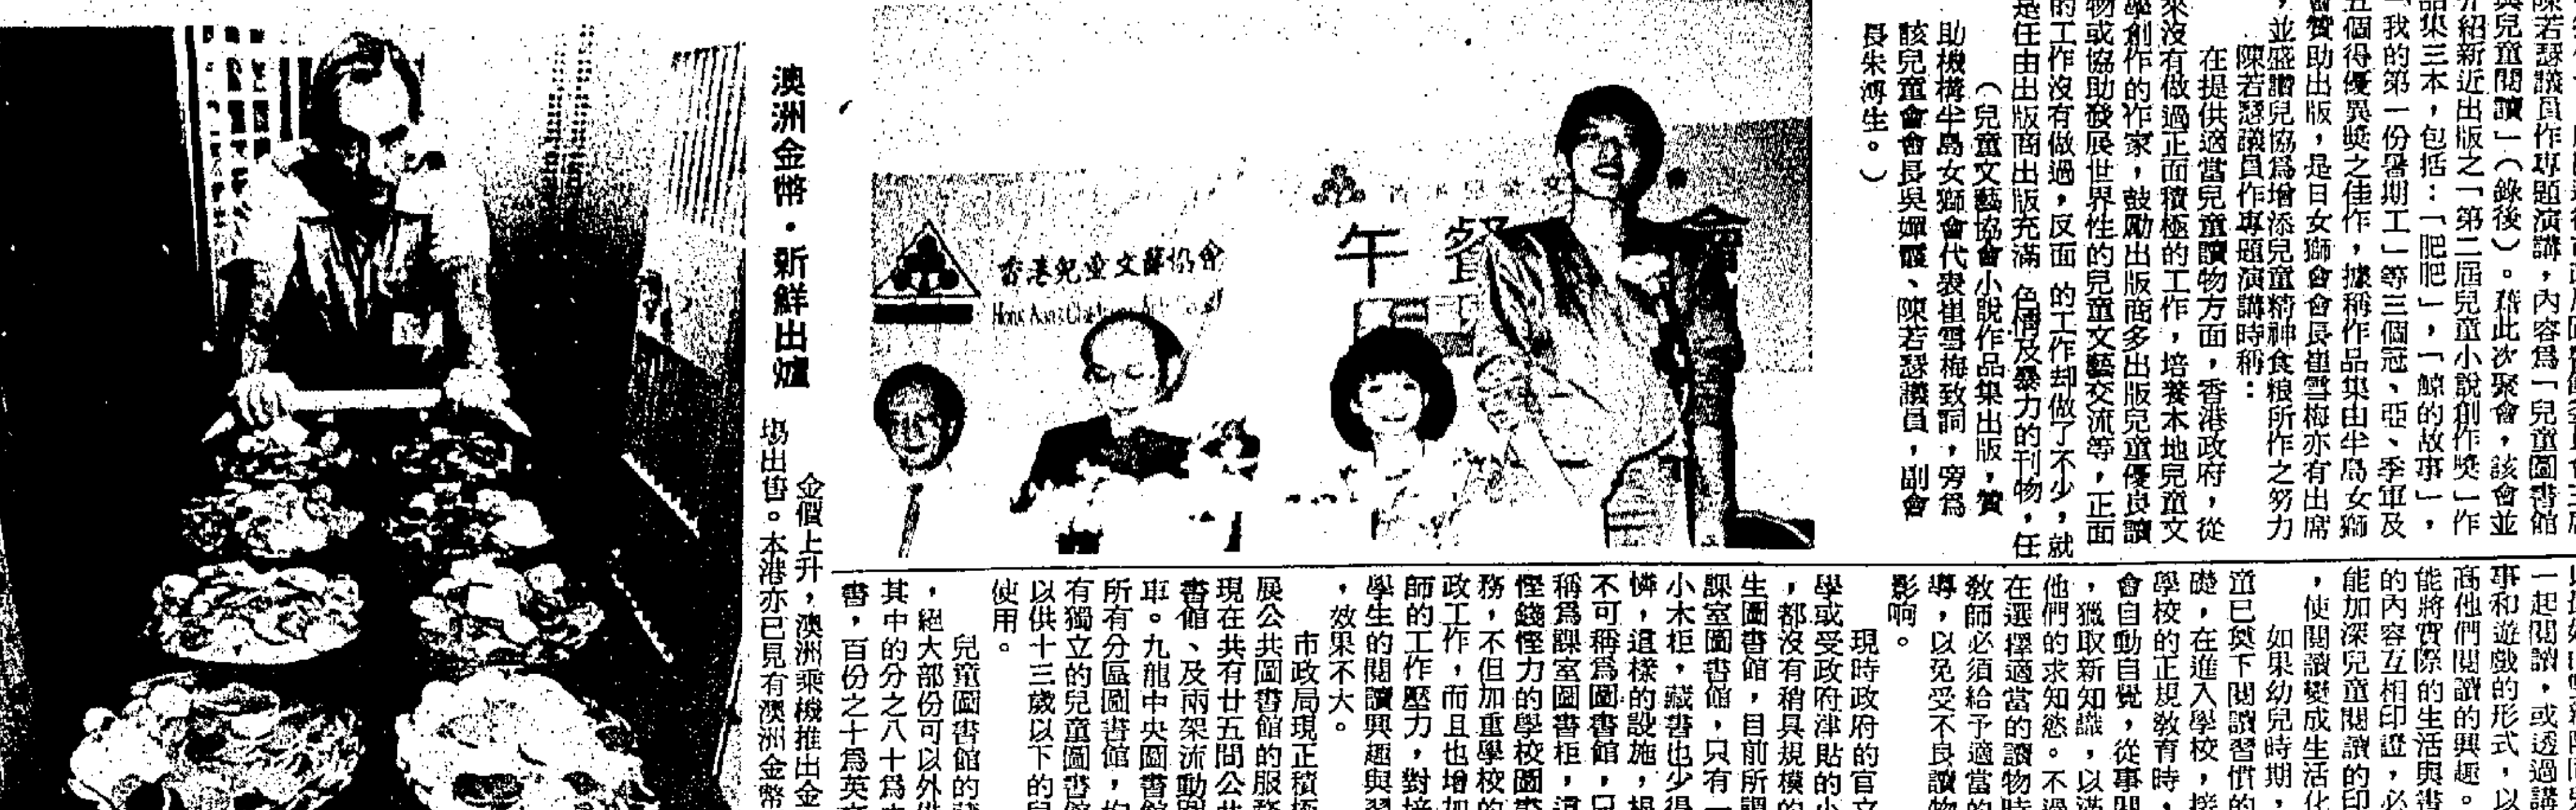 陳若瑟議員作專題演講，內容爲「兒童圖書館
與兒童閱讀」（錄後）。藉此次聚會，該會並
介紹新近出版之「第二屆兒童小說創作獎」作
品集三本，包括：「肥肥」，「鯨的故事」，
「我的第一份暑期工」等三個冠、亞、季軍及
五個得優異獎之佳作，據稱作品集由半島女獅
會贊助出版，是日女獅會會長崔雪梅亦有出席
，並盛讚兒協爲增添兒童精神食粮所作之努力
陳若瑟議員作專題演講時稱：
在提供適當兒童讀物方面，香港政府，從
來沒有做過正面積極的工作，培養本地兒童文
學創作的作家，鼓勵出版商多出版兒童優良讀
物或協助發展世界性的兒童文藝交流等，正面
的工作沒有做過，反面 的工作却做了不少，就
是任由出版商出版充滿 色情及暴力的刊物，任
（兒童文藝協會小說作品集出版，贊
助機構半島女獅會代表崔雪梅致詞，旁爲
該兒童會會長吳嬋霞、陳若瑟議員，副會
長朱溥生。）
香港兒童文藝協會
午餐會
澳洲金幣・新鮮出爐
金價上升，澳洲乘機推出金
場出售。本港亦已見有澳洲金幣
一起閱讀，或透過講
事和遊戲的形式，以
高他們閱讀的興趣。
能將實際的生活與書
的內容互相印證，必
能加深兒童閱讀的印
，使閱讀變成生活化
如果幼兒時期，
童已奠下閱讀習慣的
礎，在進入學校，接
學校的正規敎育時，
會自動自覺，從事閱
，獵取新知識，以滿
他們的求知慾。不過
在選擇適當的讀物時
敎師必須給予適當的
導，以免受不良讀物
影响。
現時政府的官立
學或受政府津貼的小
，都沒有稍具規模的
生圖書館，目前所謂
課室圖書館，只有一
小木柜，藏書也少得
憐，這樣的設施，根
不可稱爲圖書館，只
稱爲課室圖書柜，這
慳錢慳力的學校圖書
務，不但加重學校的
政工作，而且也增加
師的工作壓力，對培
學生的閱讀興趣與習
，效果不大。
市政局現正積極
展公共圖書館的服務
現在共有廿五間公共
書館、及兩架流動圖
車。九龍中央圖書館
所有分區圖書館，均
有獨立的兒童圖書館
以供十三歲以下的兒
使用。
兒童圖書館的藏
，絕大部份可以外借
其中的分之八十爲中
書，百份之十爲英文